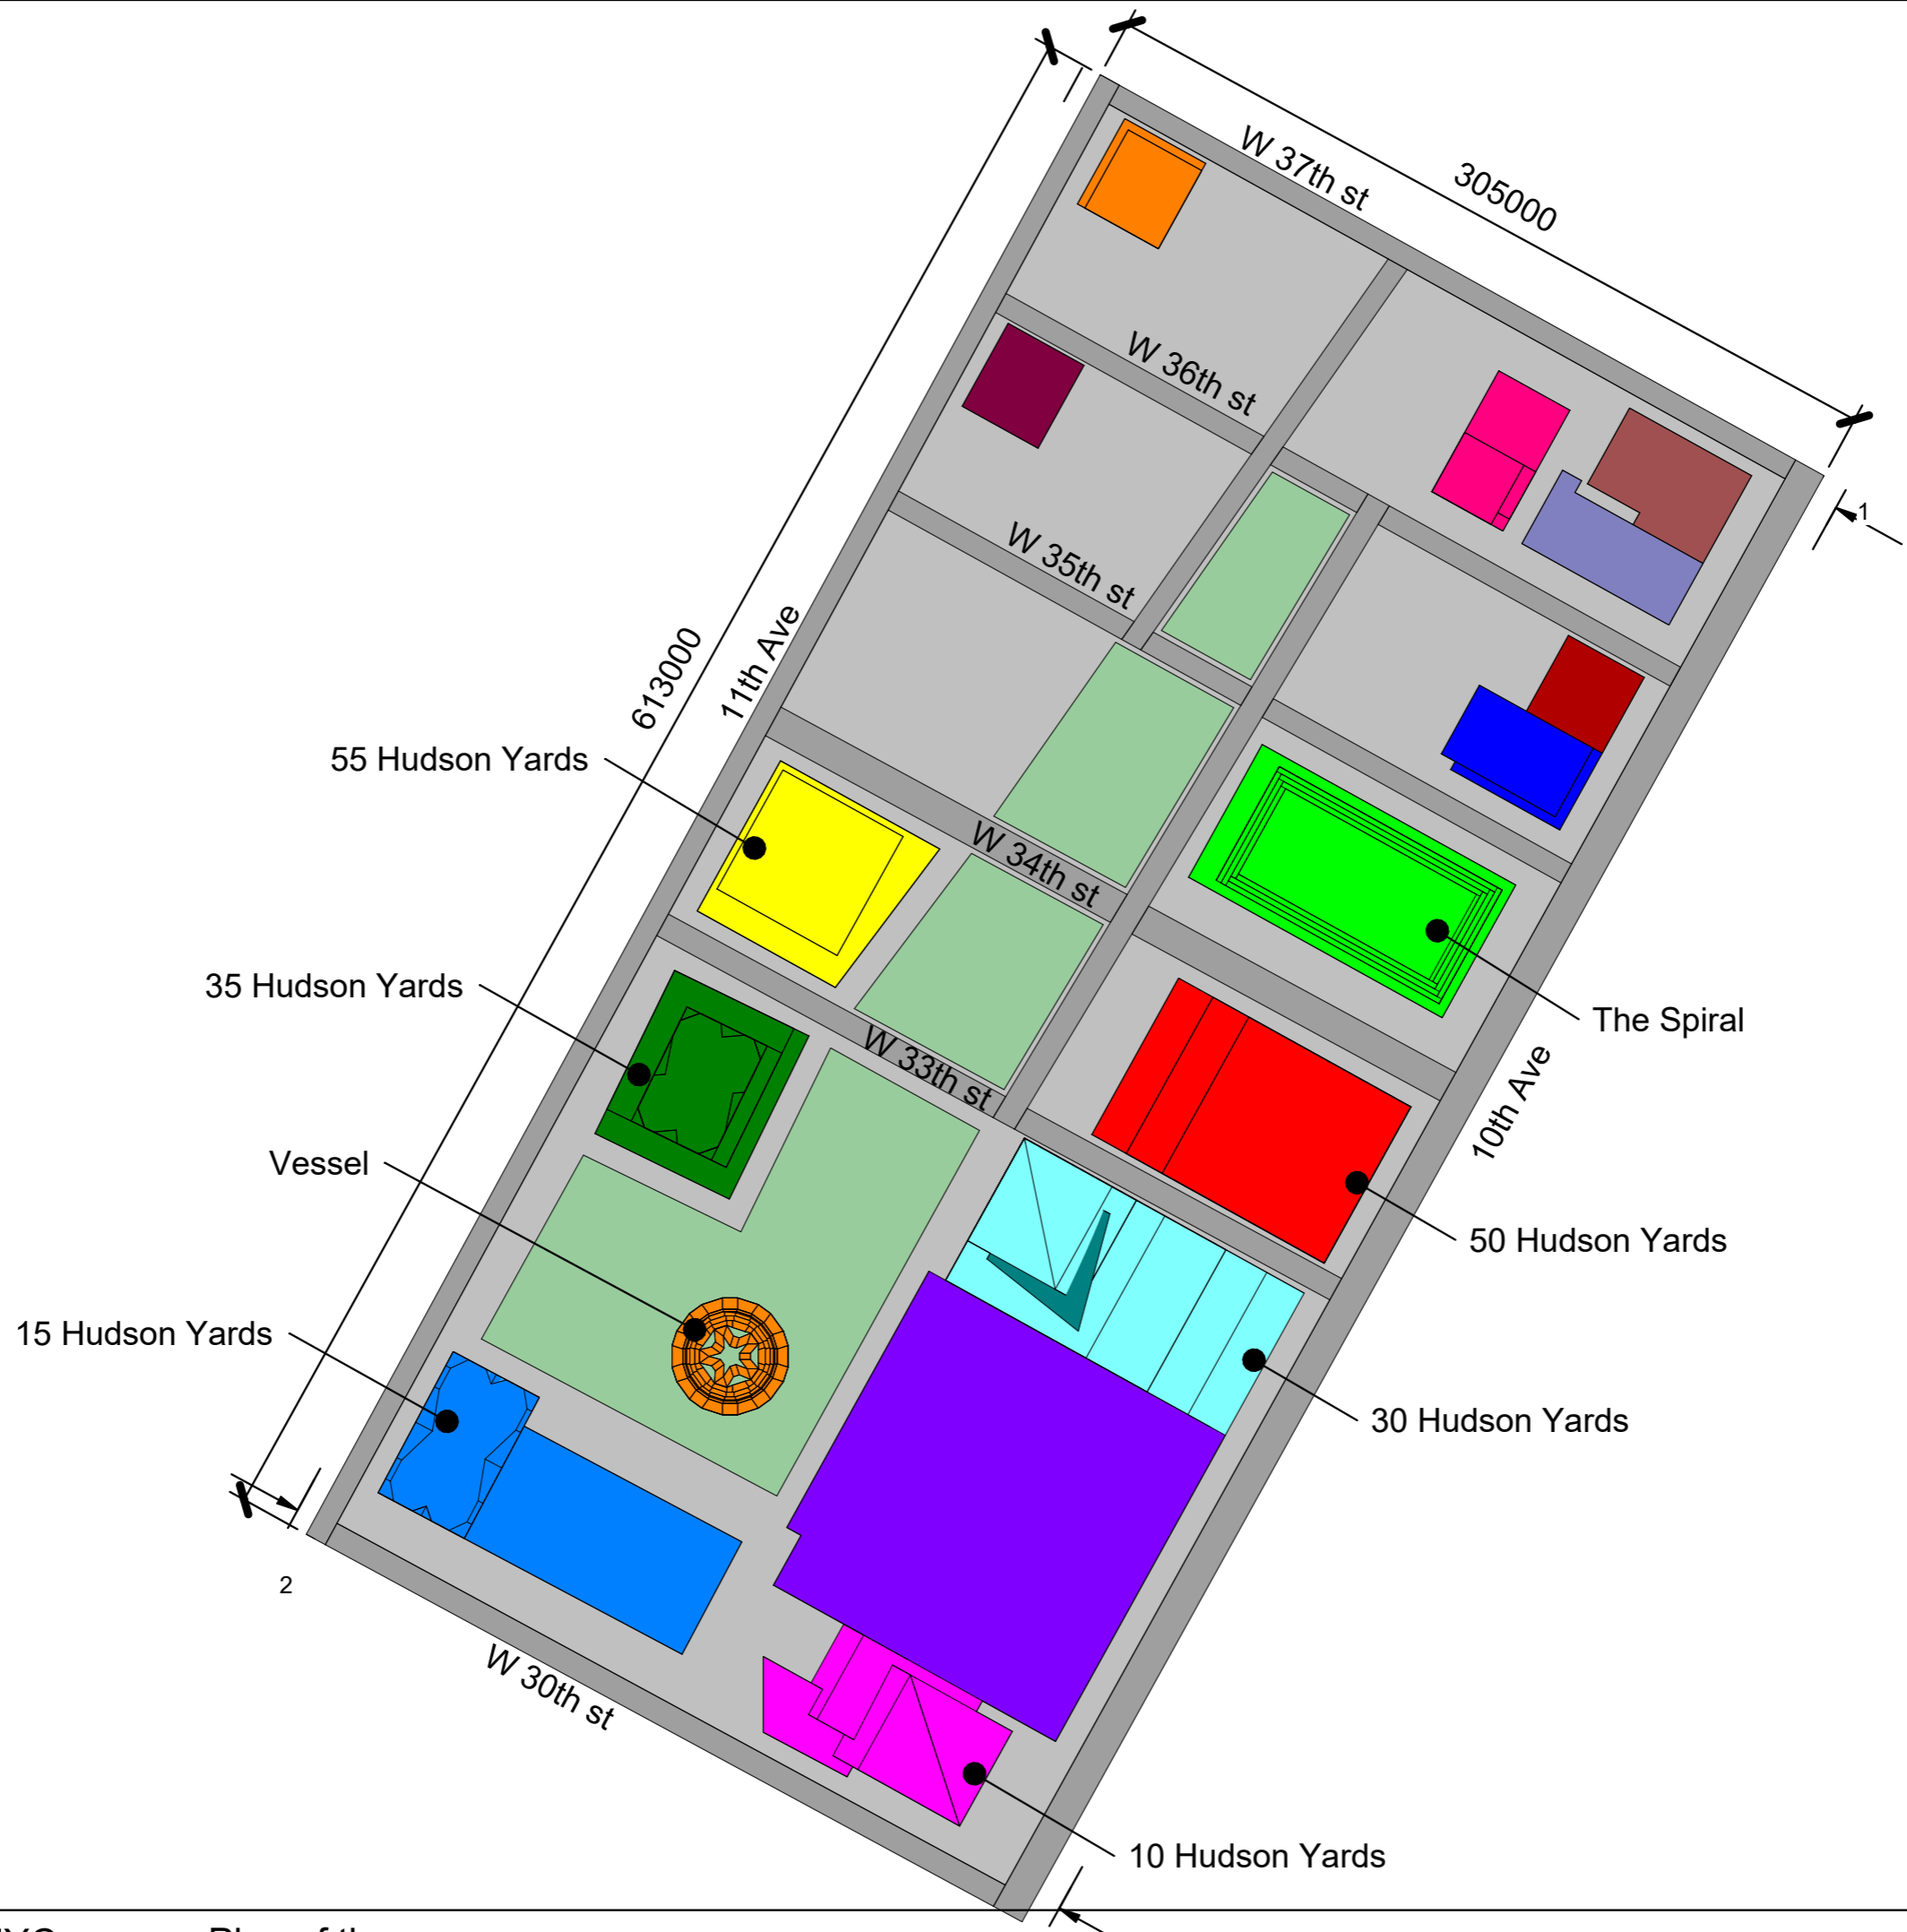 W 37th st
305000
W 36th st
1
W 35th st
613000
11th Ave
55 Hudson Yards
W 34th st
35 Hudson Yards
The Spiral
W 33th st
10th Ave
Vessel
50 Hudson Yards
15 Hudson Yards
30 Hudson Yards
2
W 30th st
10 Hudson Yards